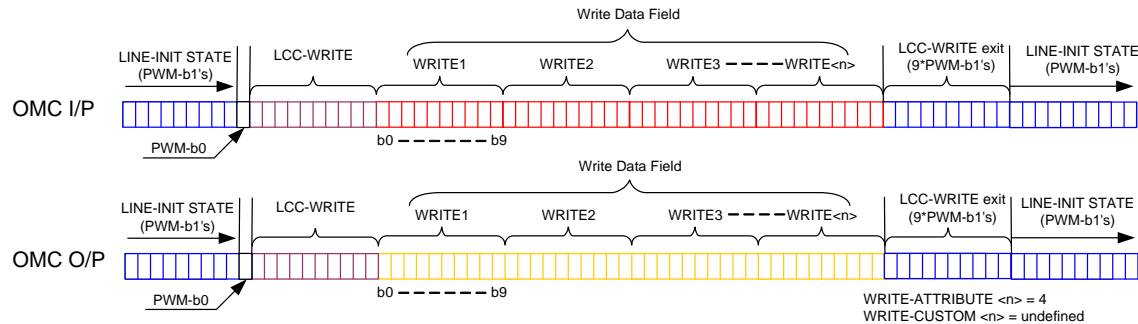 Write Data Field
LINE-INIT STATE
(PWM-b1's)
LCC-WRITE
WRITE1
WRITE2
WRITE3
WRITE<n>
LCC-WRITE exit
(9*PWM-b1's)
LINE-INIT STATE
(PWM-b1's)
OMC I/P
PWM-b0
b0
b9
Write Data Field
LINE-INIT STATE
(PWM-b1's)
LCC-WRITE
WRITE1
WRITE2
WRITE3
WRITE<n>
LCC-WRITE exit
(9*PWM-b1's)
LINE-INIT STATE
(PWM-b1's)
OMC O/P
PWM-b0
b0
b9
WRITE-ATTRIBUTE <n> = 4
WRITE-CUSTOM <n> = undefined